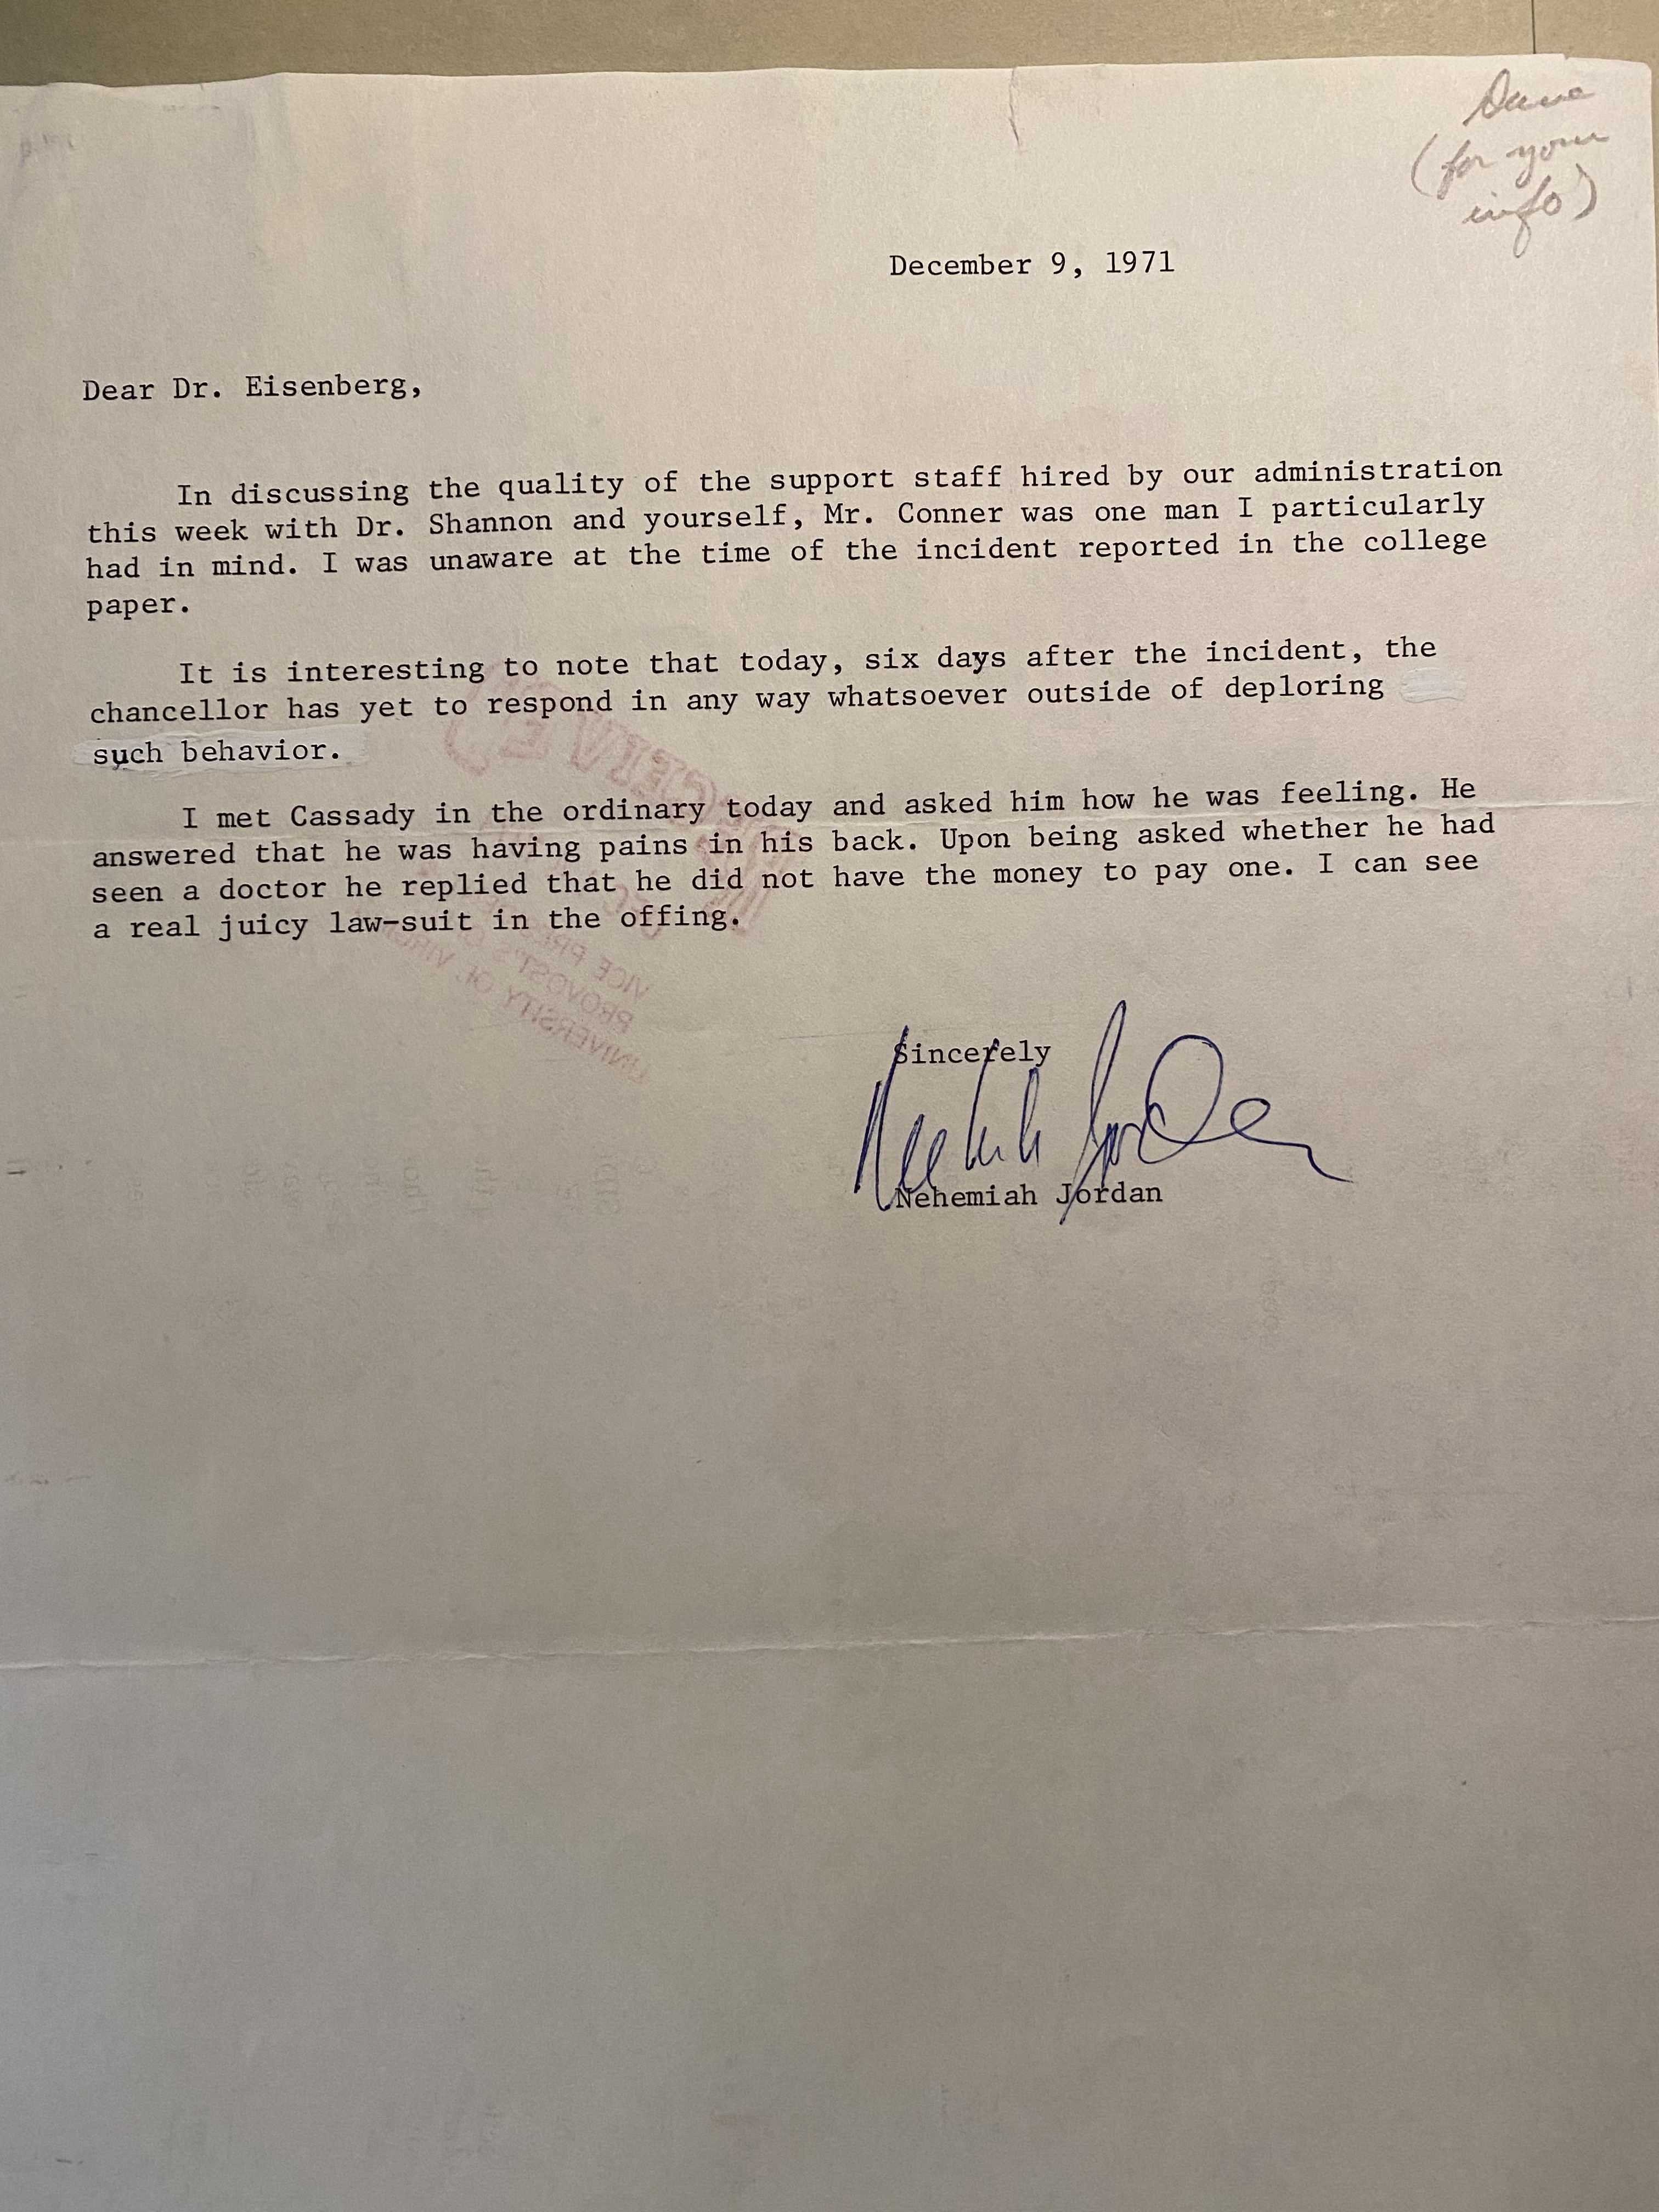 Dave
(for your
info)
December 9, 1971
Dear Dr. Eisenberg,
In discussing the quality of the support staff hired by our administration
this week with Dr. Shannon and yourself, Mr. Conner was one man I particularly
had in mind. I was unaware at the time of the incident reported in the college
paper.
It is interesting to note that today, six days after the incident, the
chancellor has yet to respond in any way whatsoever outside of deploring
such behavior.
I met Cassady in the ordinary today and asked him how he was feeling. He
answered that he was having pains in his back. Upon being asked whether he had
seen a doctor he replied that he did not have the money to pay one. I can see
a real juicy law-suit in the offing.
RECEIVED
VICE
PROVOST'S
UNIVERSITY OF
Sincerely
Nehemiah Jordan
Nehemiah Jordan